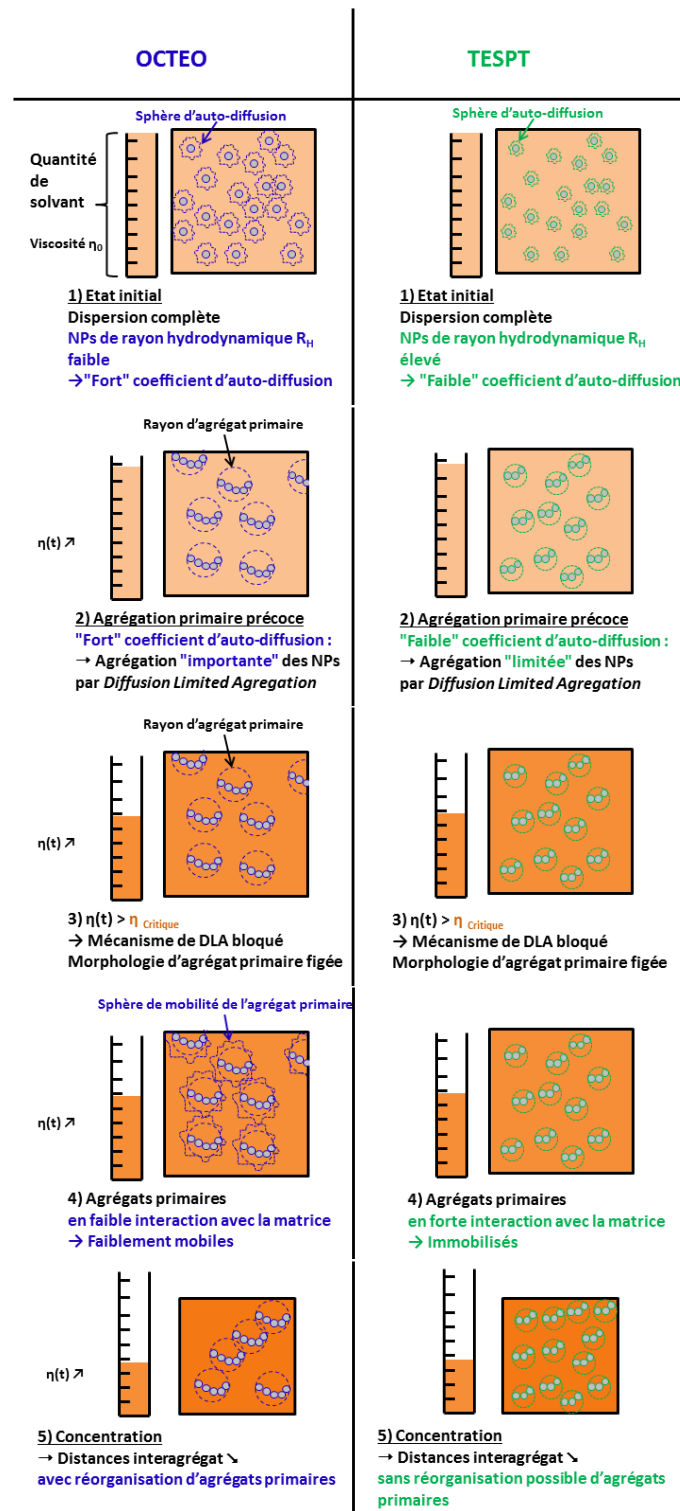 OCTEO
TESPT
Sphère d'auto-diffusion
Quantité
de
solvant
Viscosité η0
1) Etat initial
Dispersion complète
NPs de rayon hydrodynamique RH
faible
→"Fort" coefficient d'auto-diffusion
Sphère d'auto-diffusion
1) Etat initial
Dispersion complète
NPs de rayon hydrodynamique RH
élevé
→ "Faible" coefficient d'auto-diffusion
Rayon d'agrégat primaire
η(t) ↗
2) Agrégation primaire précoce
"Fort" coefficient d'auto-diffusion :
→ Agrégation "importante" des NPs
par Diffusion Limited Agregation
2) Agrégation primaire précoce
"Faible" coefficient d'auto-diffusion :
→ Agrégation "limitée" des NPs
par Diffusion Limited Agregation
Rayon d'agrégat primaire
η(t) ↗
3) η(t) > η Critique
→ Mécanisme de DLA bloqué
Morphologie d'agrégat primaire figée
3) η(t) > η Critique
→ Mécanisme de DLA bloqué
Morphologie d'agrégat primaire figée
Sphère de mobilité de l'agrégat primaire
η(t) ↗
4) Agrégats primaires
en faible interaction avec la matrice
→ Faiblement mobiles
4) Agrégats primaires
en forte interaction avec la matrice
→ Immobilisés
η(t) ↗
5) Concentration
→ Distances interagrégat ↘
avec réorganisation d'agrégats primaires
5) Concentration
→ Distances interagrégat ↘
sans réorganisation possible d'agrégats
primaires